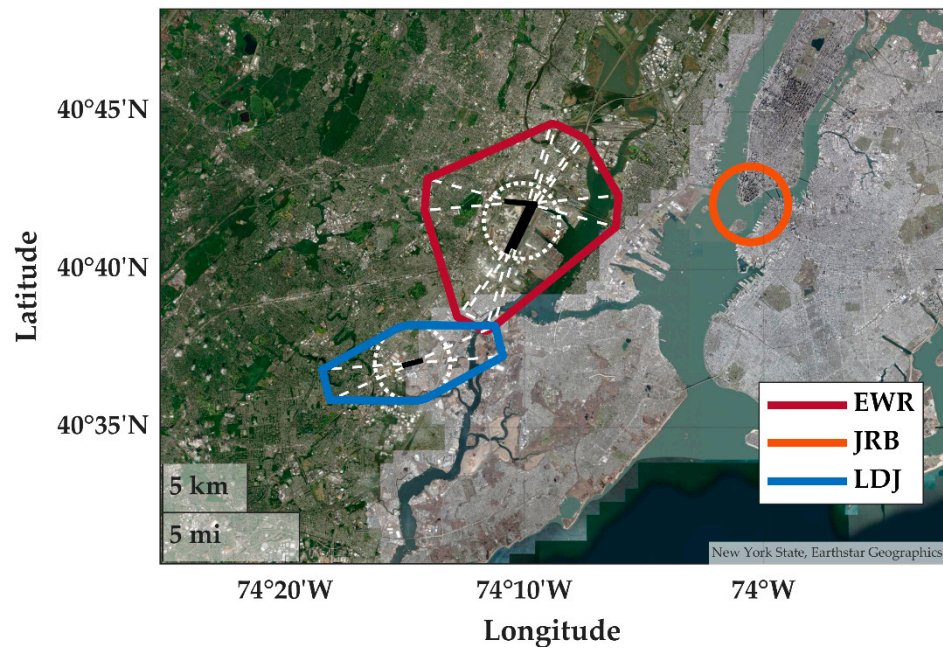 40°45'N
40°40'N
40°35'N
Latitude
EWR
JRB
LDJ
5 km
5 mi
New York State, Earthstar Geographics
74°20'W
74°10'W
74°W
Longitude